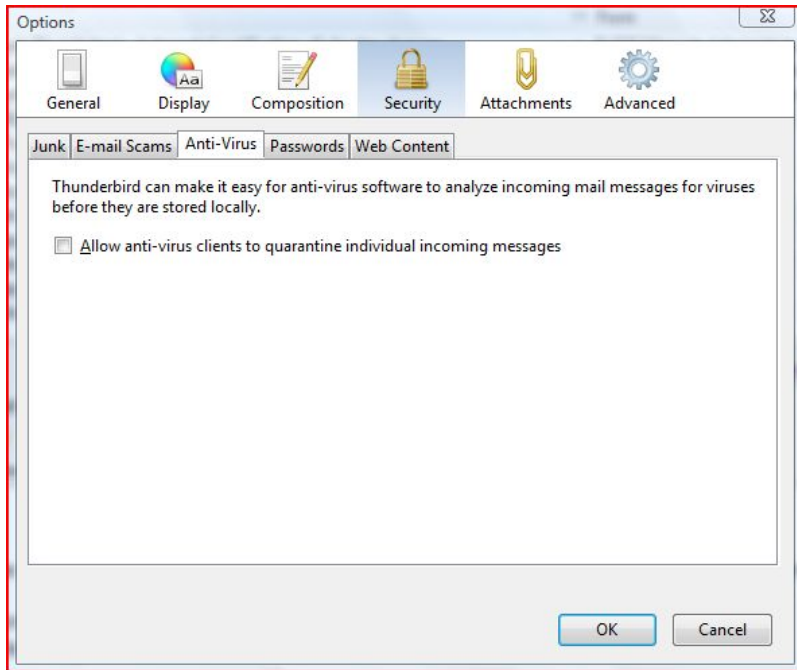 Options
Aa
General Display Composition Security Attachments Advanced
Junk E-mail Scams Anti-Virus Passwords Web Content
Thunderbird can make it easy for anti-virus software to analyze incoming mail messages for viruses
before they are stored locally.
Allow anti-virus clients to quarantine individual incoming messages
OK Cancel